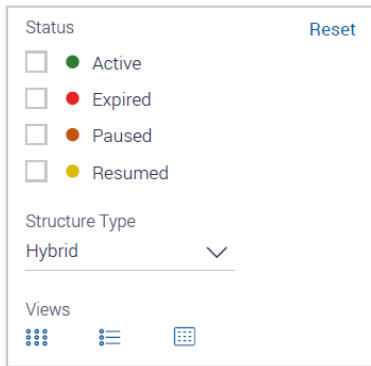 Status Reset
Active
Expired
Paused
Resumed
Structure Type
Hybrid
Views